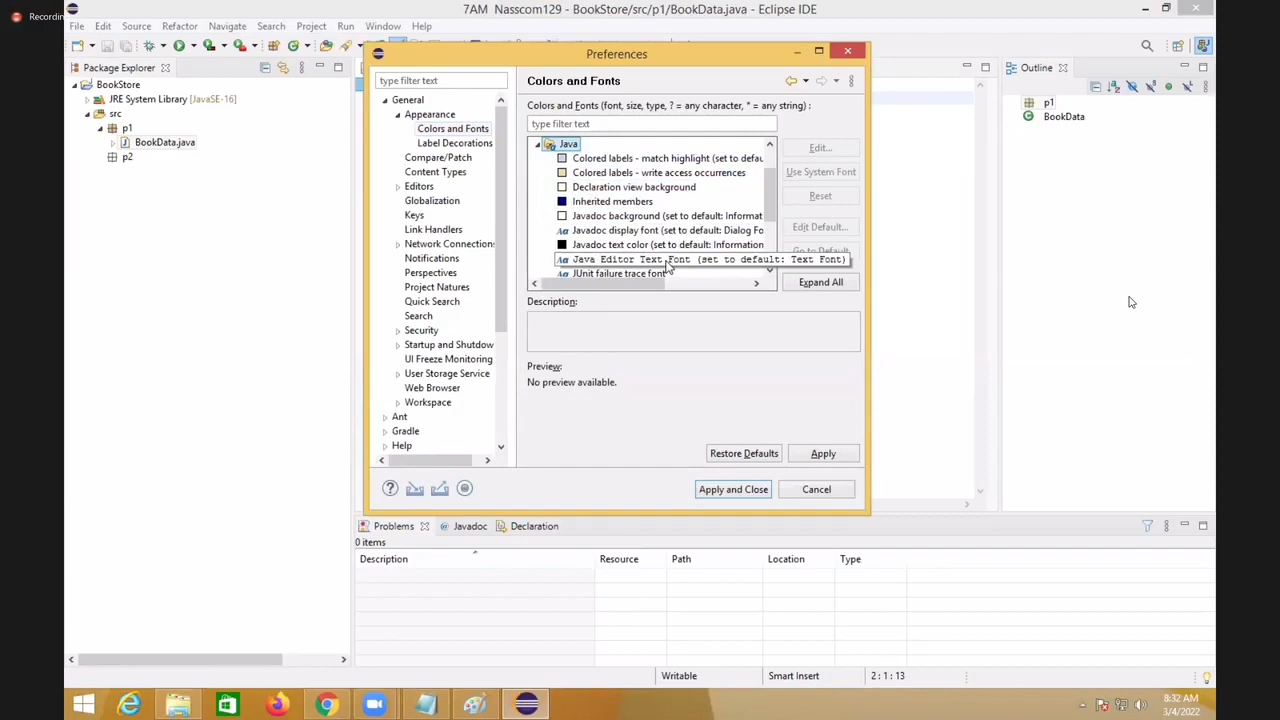 Recordin
7AM Nasscom129 - BookStore/src/p1/BookData.java - Eclipse IDE
File Edit Source Refactor Navigate Search Project Run Window Help
Package Explorer
BookStore
JRE System Library [JavaSE-16]
src
p1
BookData.java
p2
Preferences
type filter text
General
Appearance
Colors and Fonts
Label Decorations
Compare/Patch
Content Types
Editors
Globalization
Keys
Link Handlers
Network Connections
Notifications
Perspectives
Project Natures
Quick Search
Search
Security
Startup and Shutdow
UI Freeze Monitoring
User Storage Service
Web Browser
Workspace
Ant
Gradle
Help
Colors and Fonts
Colors and Fonts (font, size, type, ? = any character, * = any string) :
type filter text
Java
Colored labels - match highlight (set to defau
Colored labels - write access occurrences
Declaration view background
Inherited members
Javadoc background (set to default: Informat
Javadoc display font (set to default: Dialog Fo
Javadoc text color (set to default: Information
Java Editor Text Font (set to default: Text Font)
JUnit failure trace font
Edit...
Use System Font
Reset
Edit Default...
Go to Default
Expand All
Description:
Preview:
No preview available.
Restore Defaults Apply
Apply and Close Cancel
Outline
p1
BookData
Problems Javadoc Declaration
0 items
Description Resource Path Location Type
Writable Smart Insert 2 : 1 : 13
8:32 AM
3/4/2022